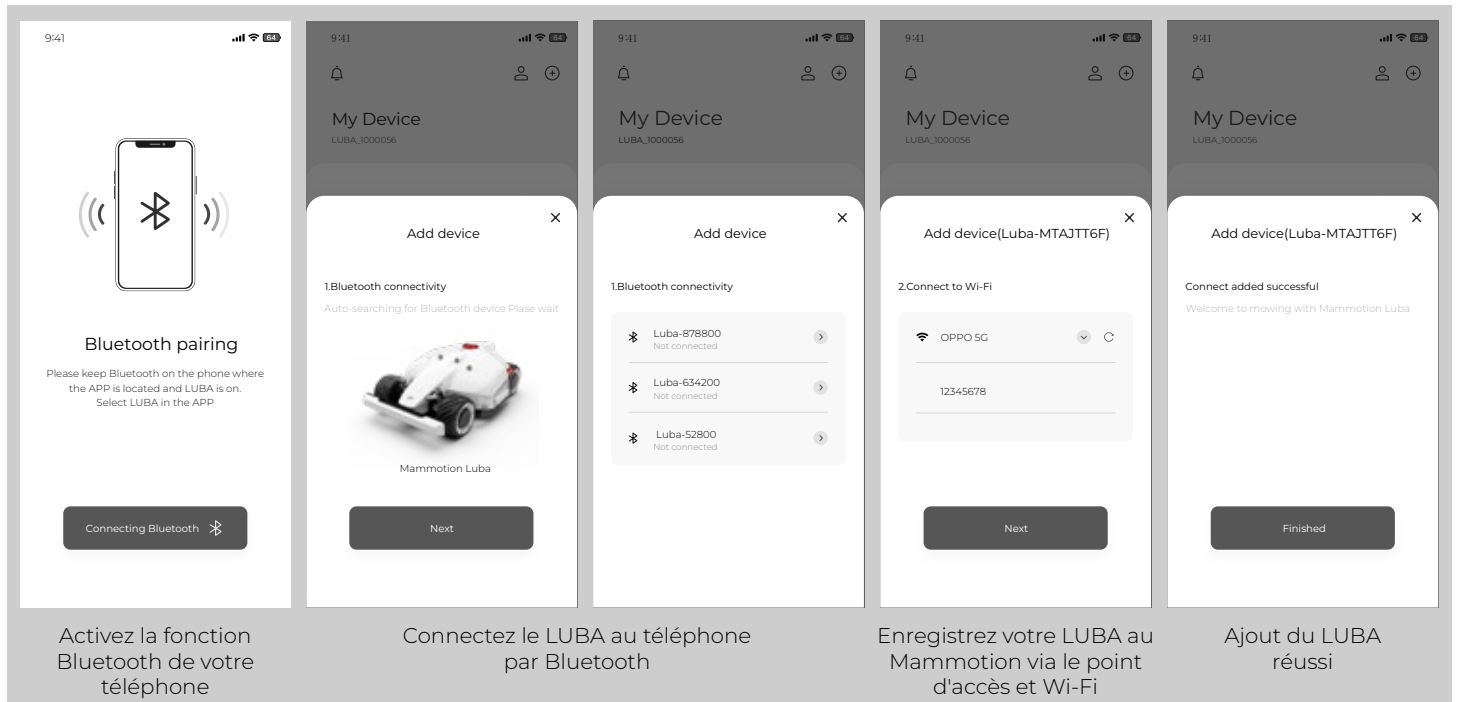 9:41
64
Bluetooth pairing
Please keep Bluetooth on the phone where
the APP is located and LUBA is on.
Select LUBA in the APP
Connecting Bluetooth
Activez la fonction
Bluetooth de votre
téléphone
9:41
64
My Device
LUBA_1000056
Add device
1.Bluetooth connectivity
Auto-searching for Bluetooth device Plase wait
Mammotion Luba
Next
9:41
64
My Device
LUBA_1000056
Add device
1.Bluetooth connectivity
Luba-878800
Not connected
Luba-634200
Not connected
Luba-52800
Not connected
Connectez le LUBA au téléphone
par Bluetooth
9:41
64
My Device
LUBA_1000056
Add device(Luba-MTAJTT6F)
2.Connect to Wi-Fi
OPPO 5G
12345678
Next
Enregistrez votre LUBA au
Mammotion via le point
d'accès et Wi-Fi
9:41
64
My Device
LUBA_1000056
Add device(Luba-MTAJTT6F)
Connect added successful
Welcome to mowing with Mammotion Luba
Finished
Ajout du LUBA
réussi